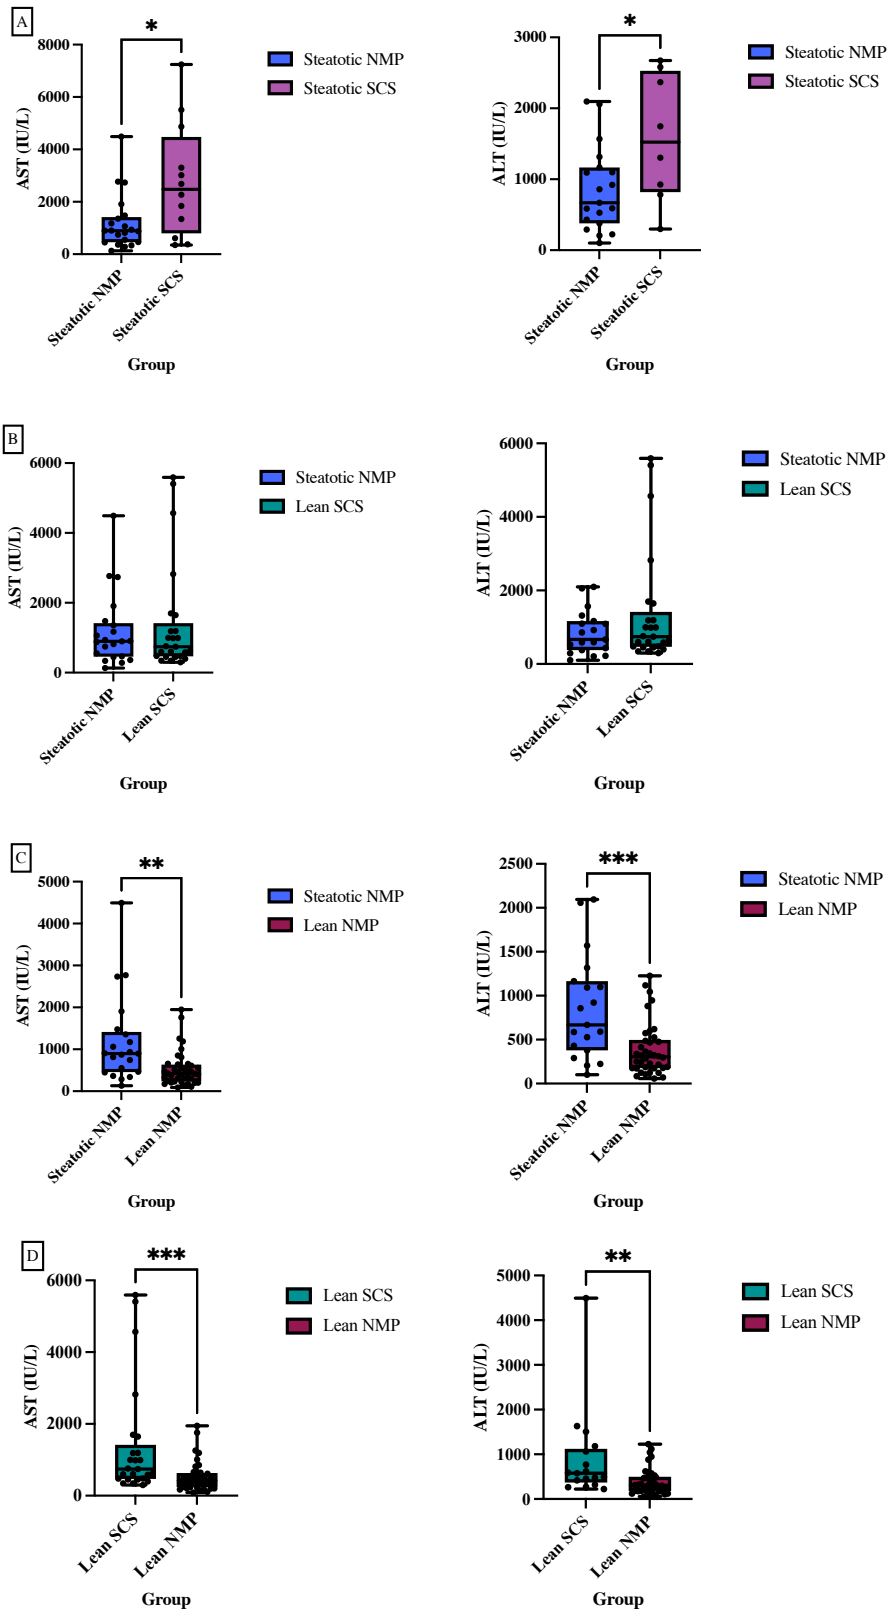 A
*
8000
6000
4000
2000
0
AST (IU/L)
Steatotic NMP
Steatotic SCS
Group
Steatotic NMP
Steatotic SCS
*
3000
2000
1000
0
ALT (IU/L)
Steatotic NMP
Steatotic SCS
Group
Steatotic NMP
Steatotic SCS
B
6000
4000
2000
0
AST (IU/L)
Steatotic NMP
Lean SCS
Group
Steatotic NMP
Lean SCS
6000
4000
2000
0
ALT (IU/L)
Steatotic NMP
Lean SCS
Group
Steatotic NMP
Lean SCS
C
**
5000
4000
3000
2000
1000
0
AST (IU/L)
Steatotic NMP
Lean NMP
Group
Steatotic NMP
Lean NMP
***
2500
2000
1500
1000
500
0
ALT (IU/L)
Steatotic NMP
Lean NMP
Group
Steatotic NMP
Lean NMP
D
***
6000
4000
2000
0
AST (IU/L)
Lean SCS
Lean NMP
Group
Lean SCS
Lean NMP
**
5000
4000
3000
2000
1000
0
ALT (IU/L)
Lean SCS
Lean NMP
Group
Lean SCS
Lean NMP